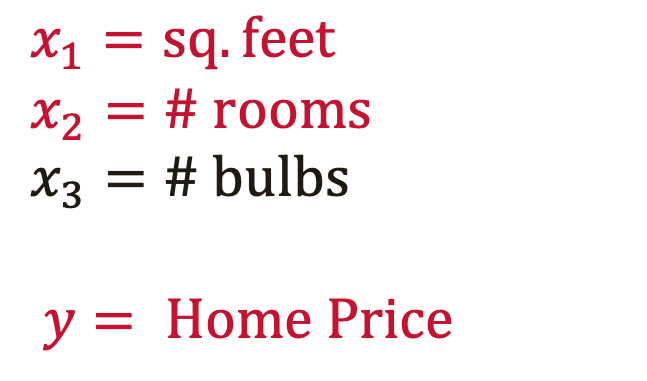 x₁ = sq. feet
x₂ = # rooms
x₃ = # bulbs
y = Home Price